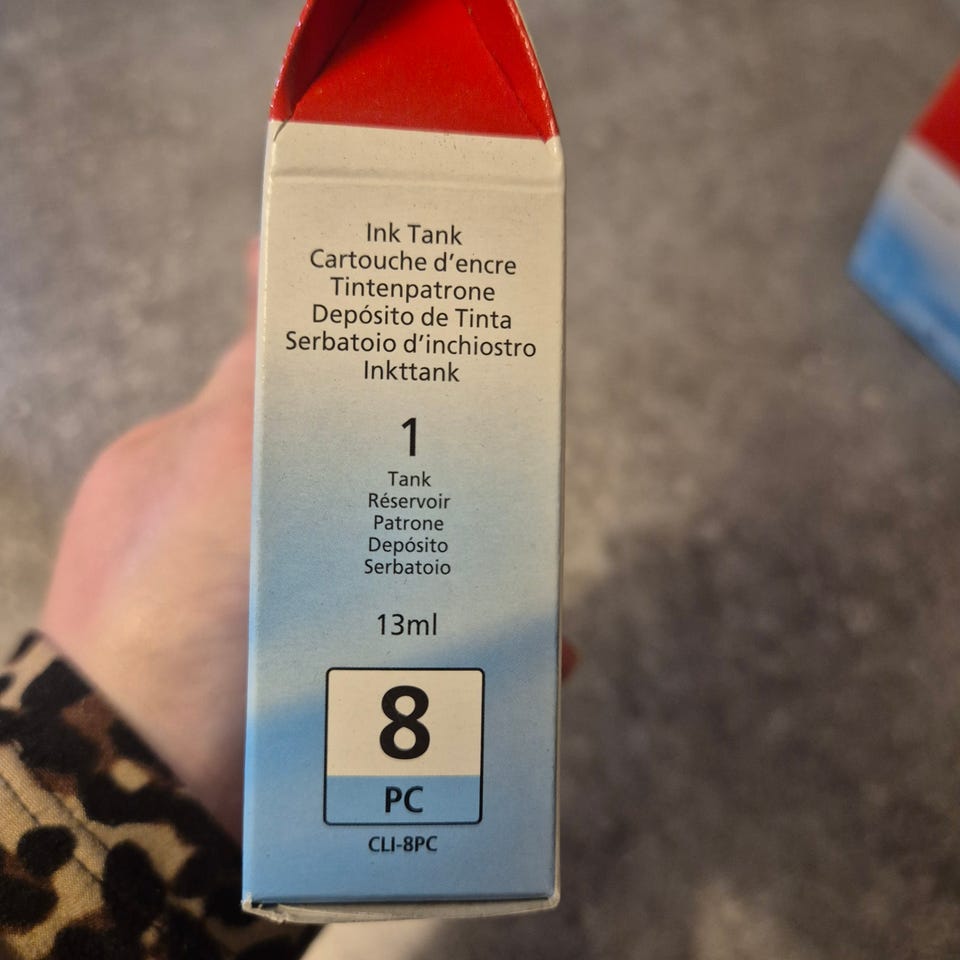 Ink Tank
Cartouche d'encre
Tintenpatrone
Depósito de Tinta
Serbatoio d'inchiostro
Inkttank
1
Tank
Réservoir
Patrone
Depósito
Serbatoio
13ml
8
PC
CLI-8PC